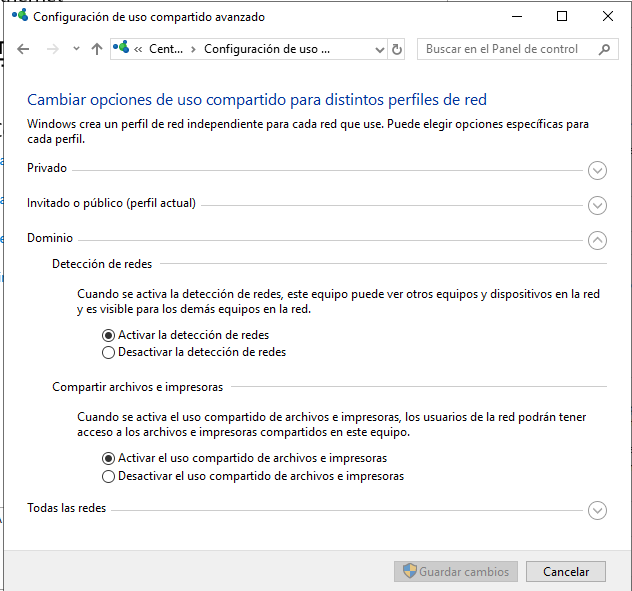 Configuración de uso compartido avanzado
« Cent... > Configuración de uso ...
Buscar en el Panel de control
Cambiar opciones de uso compartido para distintos perfiles de red
Windows crea un perfil de red independiente para cada red que use. Puede elegir opciones específicas para
cada perfil.
Privado
Invitado o público (perfil actual)
Dominio
Detección de redes
Cuando se activa la detección de redes, este equipo puede ver otros equipos y dispositivos en la red
y es visible para los demás equipos en la red.
Activar la detección de redes
Desactivar la detección de redes
Compartir archivos e impresoras
Cuando se activa el uso compartido de archivos e impresoras, los usuarios de la red podrán tener
acceso a los archivos e impresoras compartidos en este equipo.
Activar el uso compartido de archivos e impresoras
Desactivar el uso compartido de archivos e impresoras
Todas las redes
Guardar cambios
Cancelar